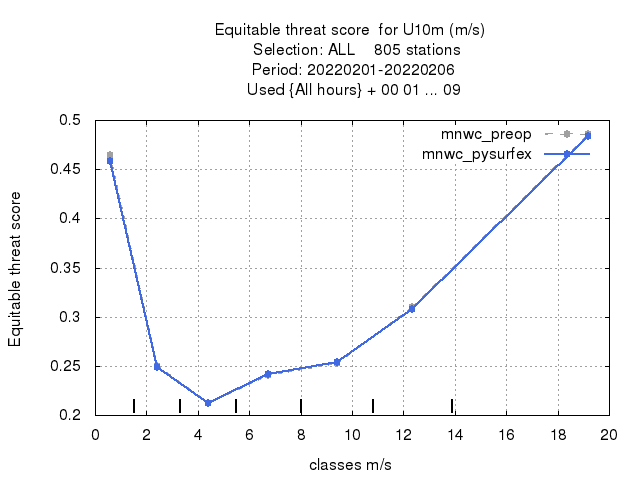 Equitable threat score  for U10m (m/s)
Selection: ALL    805 stations
Period: 20220201-20220206
Used {All hours} + 00 01 ... 09
mnwc_preop
mnwc_pysurfex
0.5
0.45
0.4
0.35
0.3
0.25
0.2
Equitable threat score
0 2 4 6 8 10 12 14 16 18 20
classes m/s